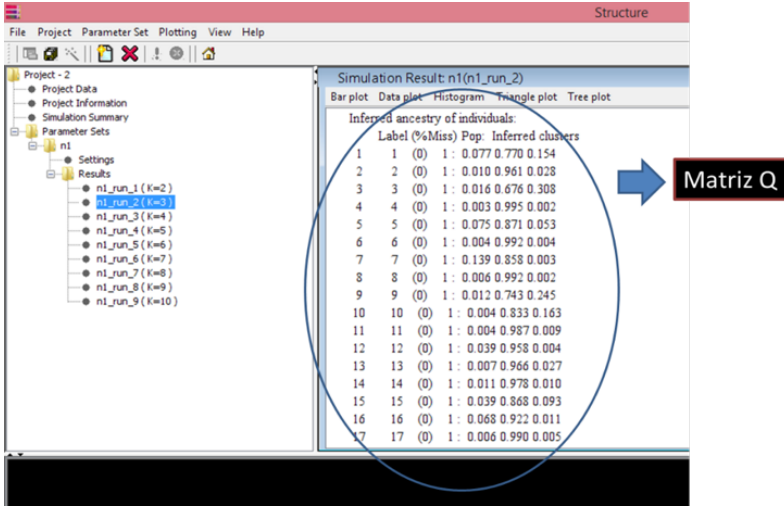 Structure
File Project Parameter Set Plotting View Help
Project - 2
Project Data
Project Information
Simulation Summary
Parameter Sets
n1
Settings
Results
n1_run_1 ( K=2 )
n1_run_2 ( K=3 )
n1_run_3 ( K=4 )
n1_run_4 ( K=5 )
n1_run_5 ( K=6 )
n1_run_6 ( K=7 )
n1_run_7 ( K=8 )
n1_run_8 ( K=9 )
n1_run_9 ( K=10 )
Simulation Result: n1(n1_run_2)
Bar plot Data plot Histogram Triangle plot Tree plot
Inferred ancestry of individuals:
Label (%Miss) Pop: Inferred clusters
1 1 (0) 1 : 0.077 0.770 0.154
2 2 (0) 1 : 0.010 0.961 0.028
3 3 (0) 1 : 0.016 0.676 0.308
4 4 (0) 1 : 0.003 0.995 0.002
5 5 (0) 1 : 0.075 0.871 0.053
6 6 (0) 1 : 0.004 0.992 0.004
7 7 (0) 1 : 0.139 0.858 0.003
8 8 (0) 1 : 0.006 0.992 0.002
9 9 (0) 1 : 0.012 0.743 0.245
10 10 (0) 1 : 0.004 0.833 0.163
11 11 (0) 1 : 0.004 0.987 0.009
12 12 (0) 1 : 0.039 0.958 0.004
13 13 (0) 1 : 0.007 0.966 0.027
14 14 (0) 1 : 0.011 0.978 0.010
15 15 (0) 1 : 0.039 0.868 0.093
16 16 (0) 1 : 0.068 0.922 0.011
17 17 (0) 1 : 0.006 0.990 0.005
Matriz Q